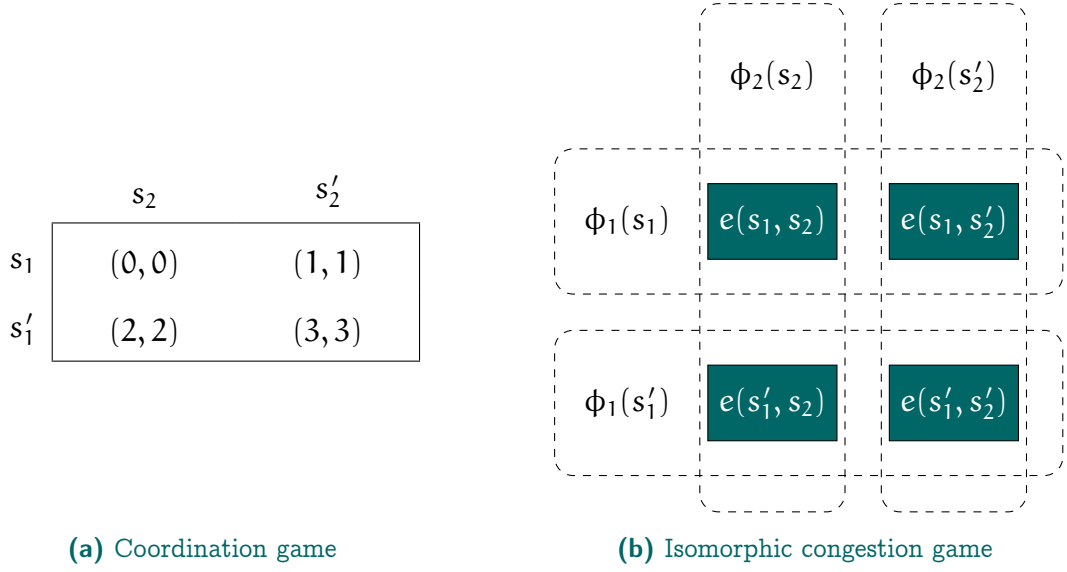 s₂ s₂′
s₁ (0, 0) (1, 1)
s₁′ (2, 2) (3, 3)
(a) Coordination game
ϕ₂(s₂) ϕ₂(s₂′)
ϕ₁(s₁) e(s₁, s₂) e(s₁, s₂′)
ϕ₁(s₁′) e(s₁′, s₂) e(s₁′, s₂′)
(b) Isomorphic congestion game